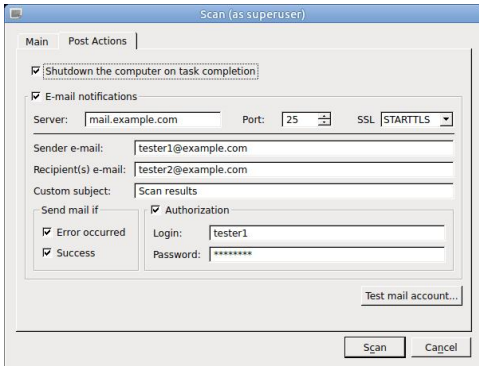 Scan (as superuser)
Main Post Actions
Shutdown the computer on task completion
E-mail notifications
Server: mail.example.com Port: 25 SSL STARTTLS
Sender e-mail: tester1@example.com
Recipient(s) e-mail: tester2@example.com
Custom subject: Scan results
Send mail if Authorization
Error occurred Login: tester1
Success Password: ********
Test mail account...
Scan Cancel